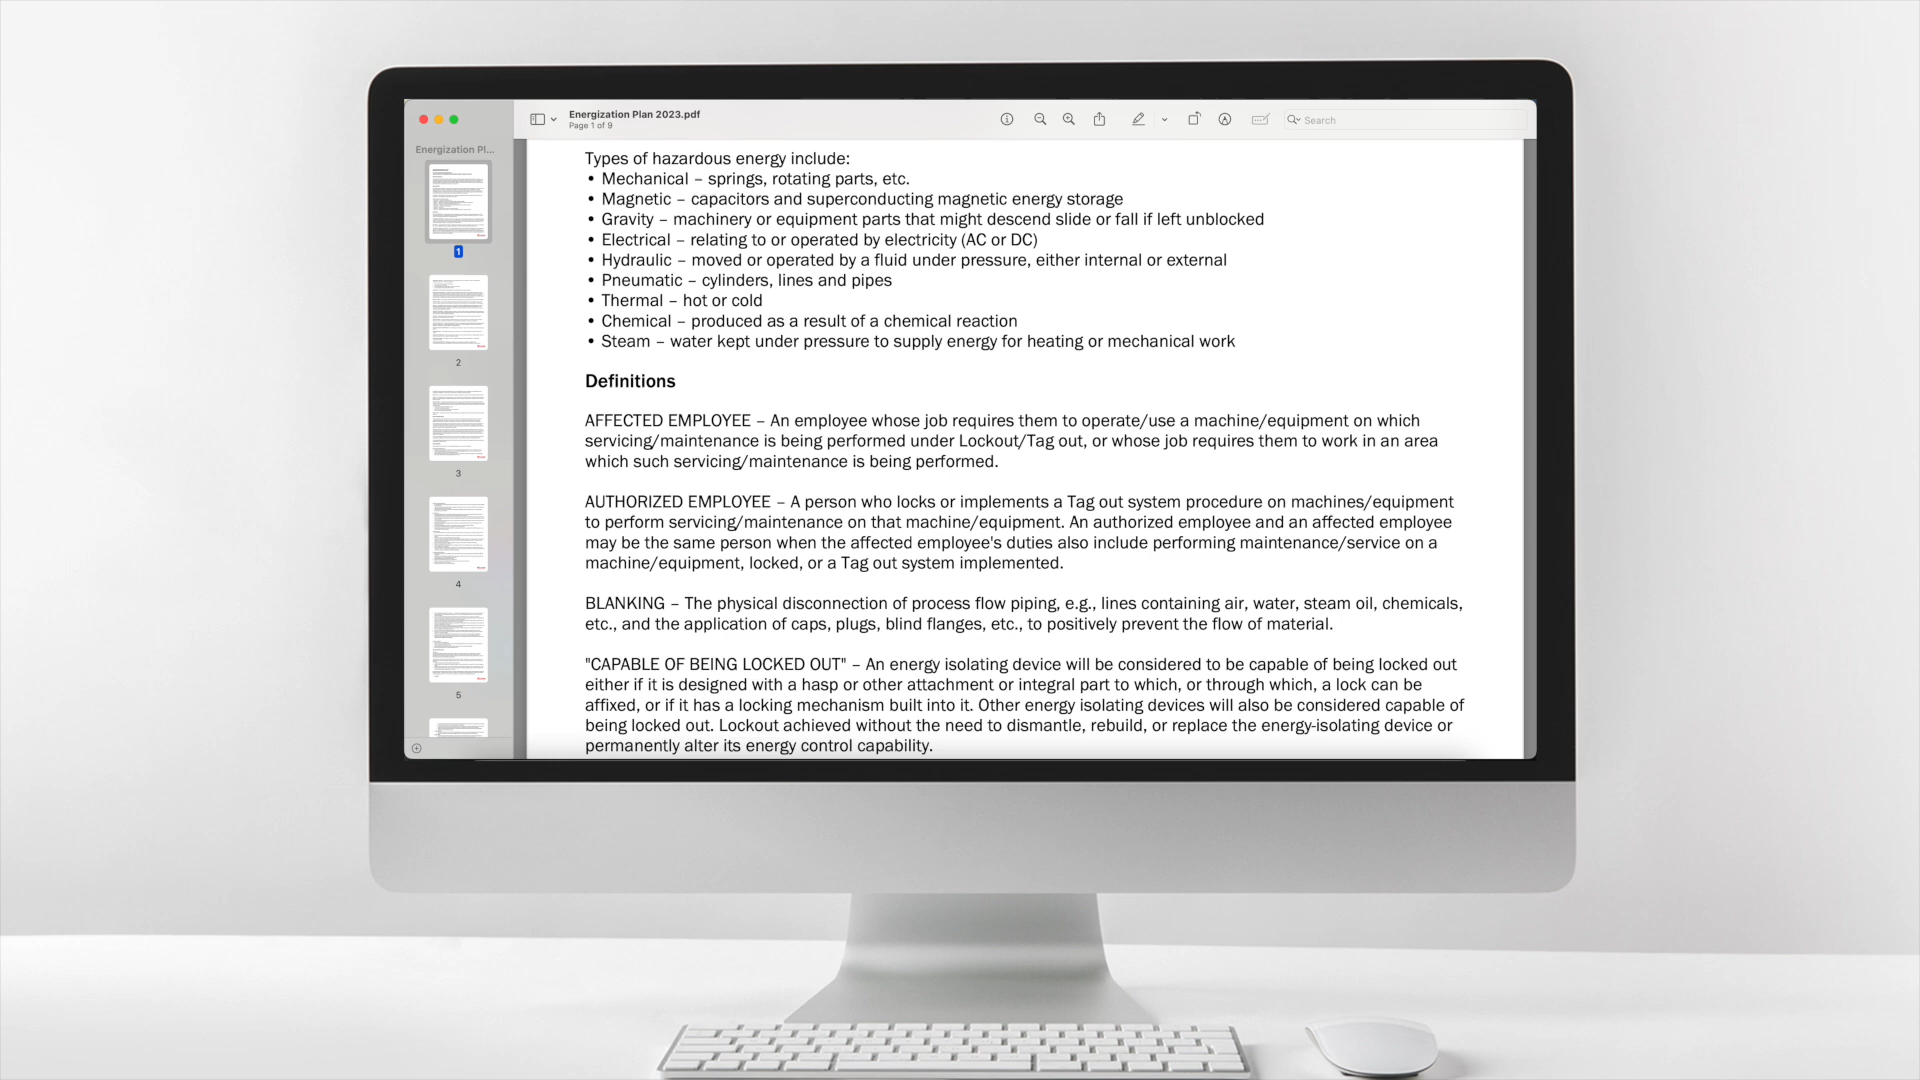 Energization Plan 2023.pdf
Page 1 of 9
Search
Energization Pl...
1
2
3
4
5
Types of hazardous energy include:
• Mechanical – springs, rotating parts, etc.
• Magnetic – capacitors and superconducting magnetic energy storage
• Gravity – machinery or equipment parts that might descend slide or fall if left unblocked
• Electrical – relating to or operated by electricity (AC or DC)
• Hydraulic – moved or operated by a fluid under pressure, either internal or external
• Pneumatic – cylinders, lines and pipes
• Thermal – hot or cold
• Chemical – produced as a result of a chemical reaction
• Steam – water kept under pressure to supply energy for heating or mechanical work
Definitions
AFFECTED EMPLOYEE – An employee whose job requires them to operate/use a machine/equipment on which
servicing/maintenance is being performed under Lockout/Tag out, or whose job requires them to work in an area
which such servicing/maintenance is being performed.
AUTHORIZED EMPLOYEE – A person who locks or implements a Tag out system procedure on machines/equipment
to perform servicing/maintenance on that machine/equipment. An authorized employee and an affected employee
may be the same person when the affected employee's duties also include performing maintenance/service on a
machine/equipment, locked, or a Tag out system implemented.
BLANKING – The physical disconnection of process flow piping, e.g., lines containing air, water, steam oil, chemicals,
etc., and the application of caps, plugs, blind flanges, etc., to positively prevent the flow of material.
"CAPABLE OF BEING LOCKED OUT" – An energy isolating device will be considered to be capable of being locked out
either if it is designed with a hasp or other attachment or integral part to which, or through which, a lock can be
affixed, or if it has a locking mechanism built into it. Other energy isolating devices will also be considered capable of
being locked out. Lockout achieved without the need to dismantle, rebuild, or replace the energy-isolating device or
permanently alter its energy control capability.